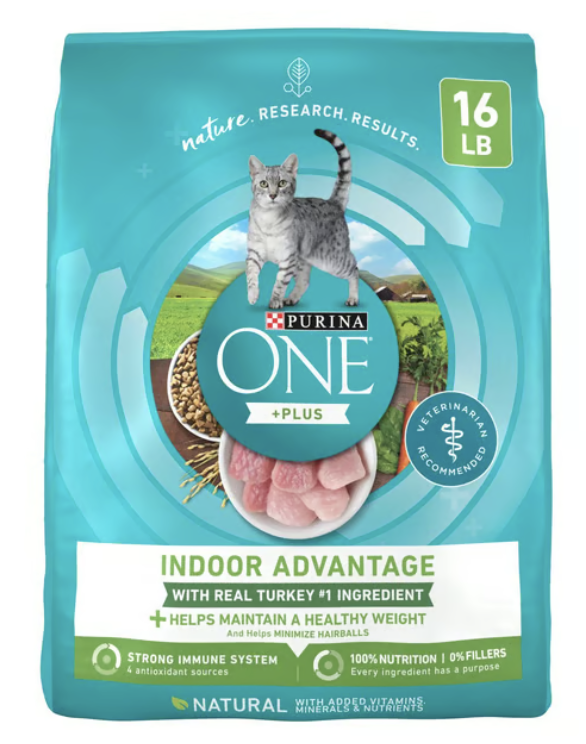 nature. RESEARCH. RESULTS.
16
LB
PURINA
ONE®
+PLUS
VETERINARIAN
RECOMMENDED
INDOOR ADVANTAGE
WITH REAL TURKEY #1 INGREDIENT
+HELPS MAINTAIN A HEALTHY WEIGHT
And Helps MINIMIZE HAIRBALLS
STRONG IMMUNE SYSTEM
4 antioxidant sources
100% NUTRITION | 0% FILLERS
Every ingredient has a purpose
NATURAL WITH ADDED VITAMINS,
MINERALS & NUTRIENTS